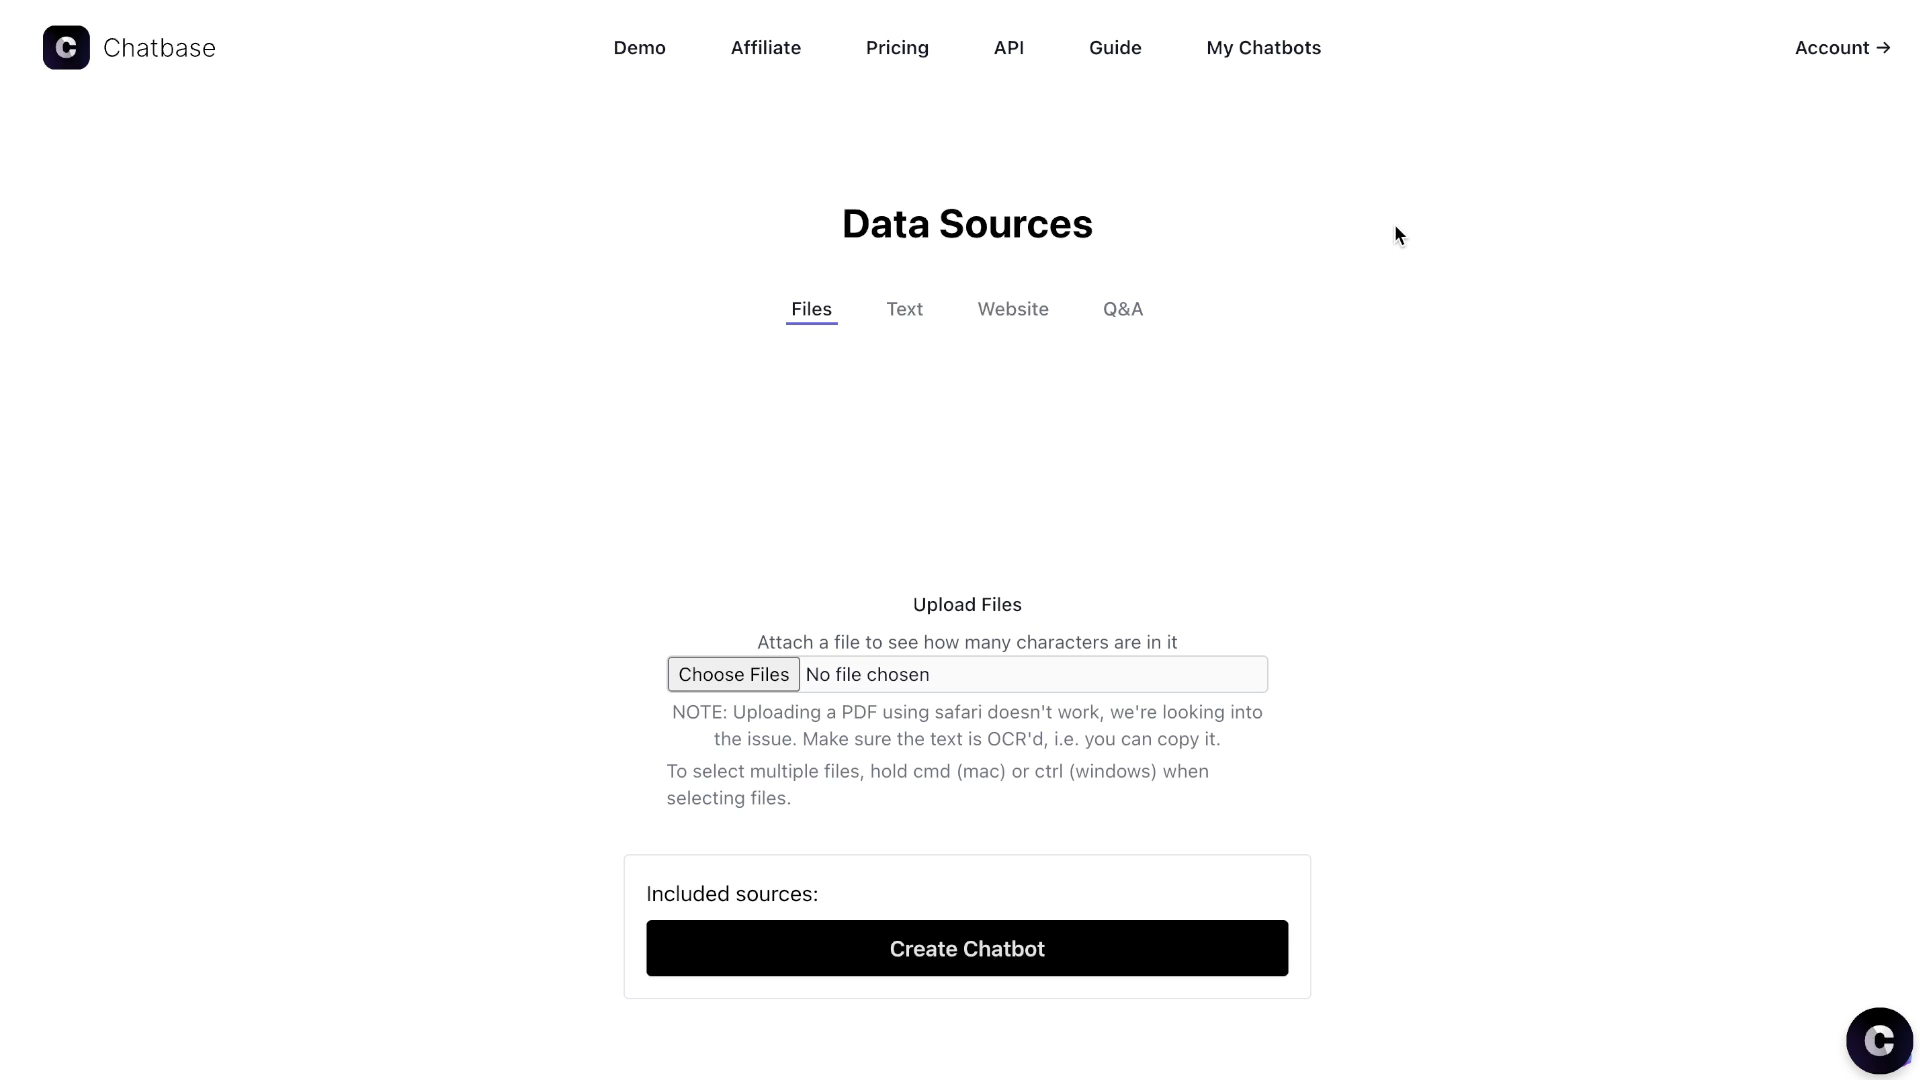 C Chatbase
Demo Affiliate Pricing API Guide My Chatbots
Account →
Data Sources
Files Text Website Q&A
Upload Files
Attach a file to see how many characters are in it
Choose Files No file chosen
NOTE: Uploading a PDF using safari doesn't work, we're looking into
the issue. Make sure the text is OCR'd, i.e. you can copy it.
To select multiple files, hold cmd (mac) or ctrl (windows) when
selecting files.
Included sources:
Create Chatbot
C